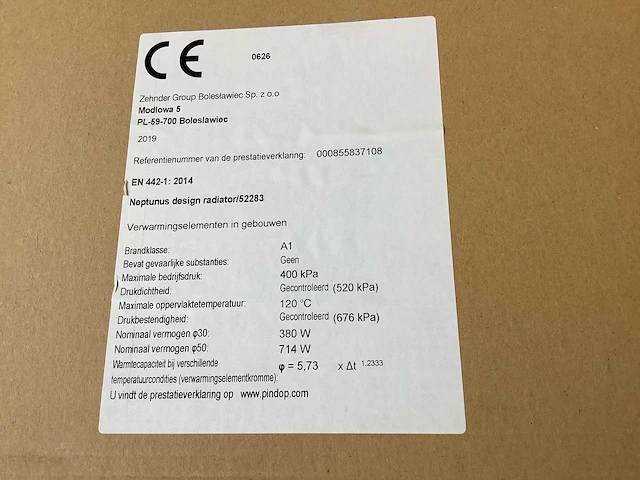 CE 0626
Zehnder Group Bolesławiec Sp. z o.o
Modlowa 5
PL-59-700 Boleslawiec
2019
Referentienummer van de prestatieverklaring: 000855837108
EN 442-1: 2014
Neptunus design radiator/52283
Verwarmingselementen in gebouwen
Brandklasse: A1
Bevat gevaarlijke substanties: Geen
Maximale bedrijfsdruk: 400 kPa
Drukdichtheid: Gecontroleerd (520 kPa)
Maximale oppervlaktetemperatuur: 120 °C
Drukbestendigheid: Gecontroleerd (676 kPa)
Nominaal vermogen φ30: 380 W
Nominaal vermogen φ50: 714 W
Warmtecapaciteit bij verschillende φ = 5,73 x Δt 1,2333
temperatuurcondities (verwarmingselementkromme):
U vindt de prestatieverklaring op www.pindop.com